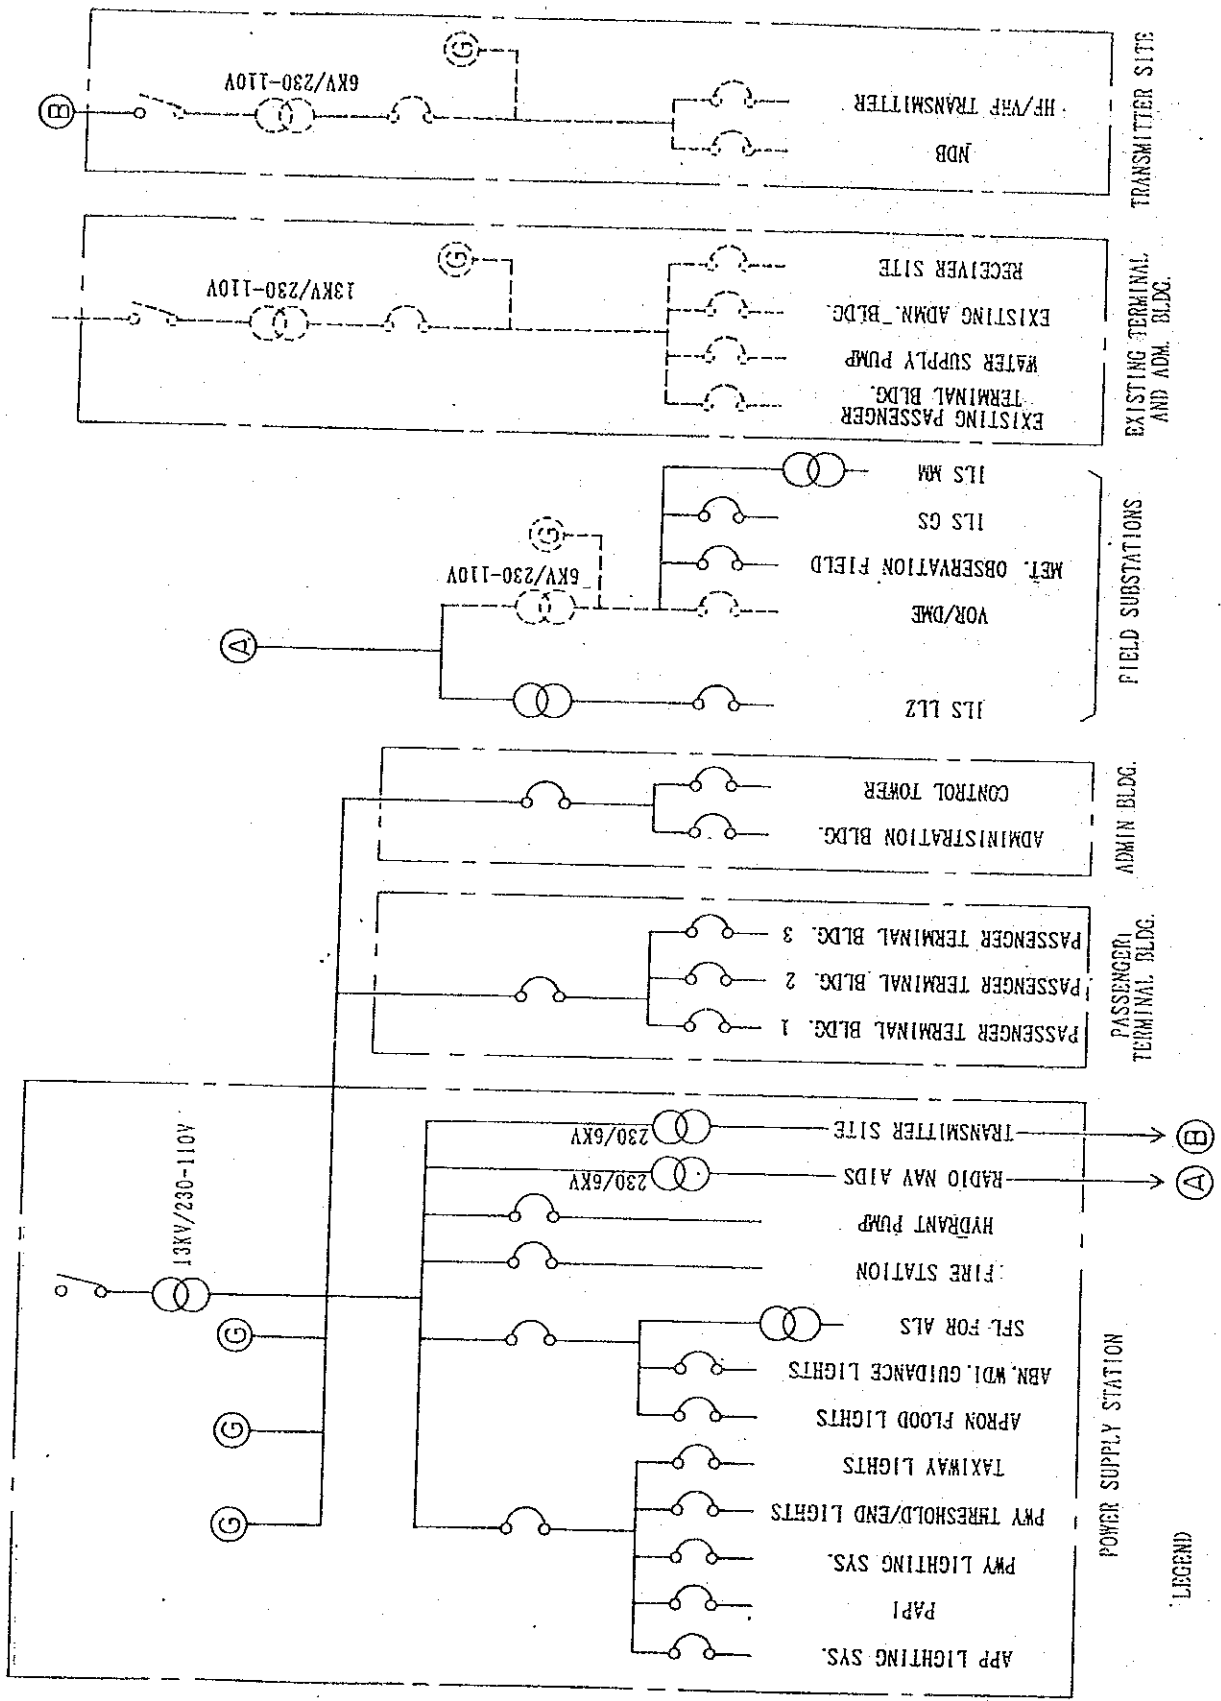 B
6KV/230-110V
G
HF/VHF TRANSMITTER
NDB
TRANSMITTER SITE
13KV/230-110V
G
RECEIVER SITE
EXISTING ADMN. BLDG.
WATER SUPPLY PUMP
EXISTING PASSENGER
TERMINAL BLDG.
EXISTING TERMINAL
AND ADM. BLDG.
A
6KV/230-110V
G
ILS MM
ILS GS
MET. OBSERVATION FIELD
VOR/DME
ILS LLZ
FIELD SUBSTATIONS
CONTROL TOWER
ADMINISTRATION BLDG.
ADMIN BLDG.
PASSENGER TERMINAL BLDG. 3
PASSENGER TERMINAL BLDG. 2
PASSENGER TERMINAL BLDG. 1
PASSENGER
TERMINAL BLDG.
13KV/230-110V
G
G
G
230/6KV
TRANSMITTER SITE
B
230/6KV
RADIO NAV AIDS
A
HYDRANT PUMP
FIRE STATION
SFL FOR ALS
ABN. WDI. GUIDANCE LIGHTS
APRON FLOOD LIGHTS
TAXIWAY LIGHTS
PWY THRESHOLD/END LIGHTS
PWY LIGHTING SYS.
PAPI
APP LIGHTING SYS.
POWER SUPPLY STATION
LEGEND